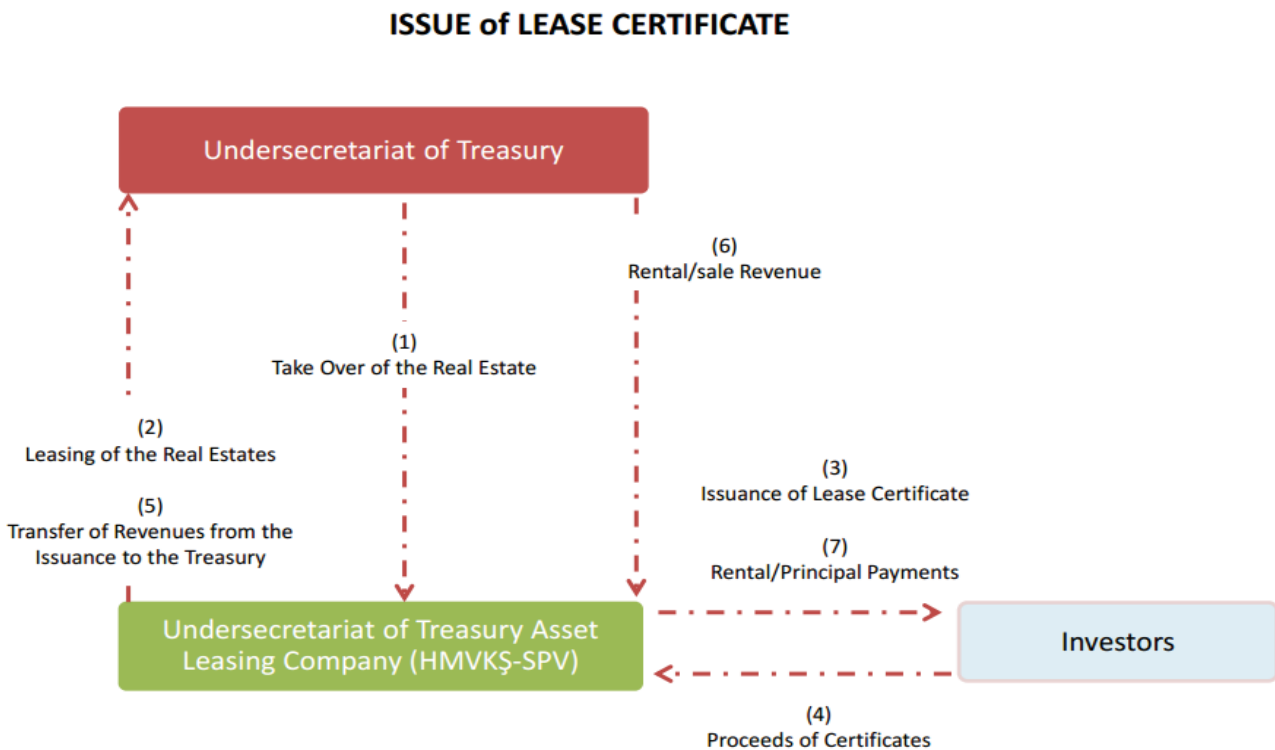 ISSUE of LEASE CERTIFICATE
Undersecretariat of Treasury
(6)
Rental/sale Revenue
(1)
Take Over of the Real Estate
(2)
Leasing of the Real Estates
(5)
Transfer of Revenues from the
Issuance to the Treasury
(3)
Issuance of Lease Certificate
(7)
Rental/Principal Payments
Undersecretariat of Treasury Asset
Leasing Company (HMVKŞ-SPV)
Investors
(4)
Proceeds of Certificates